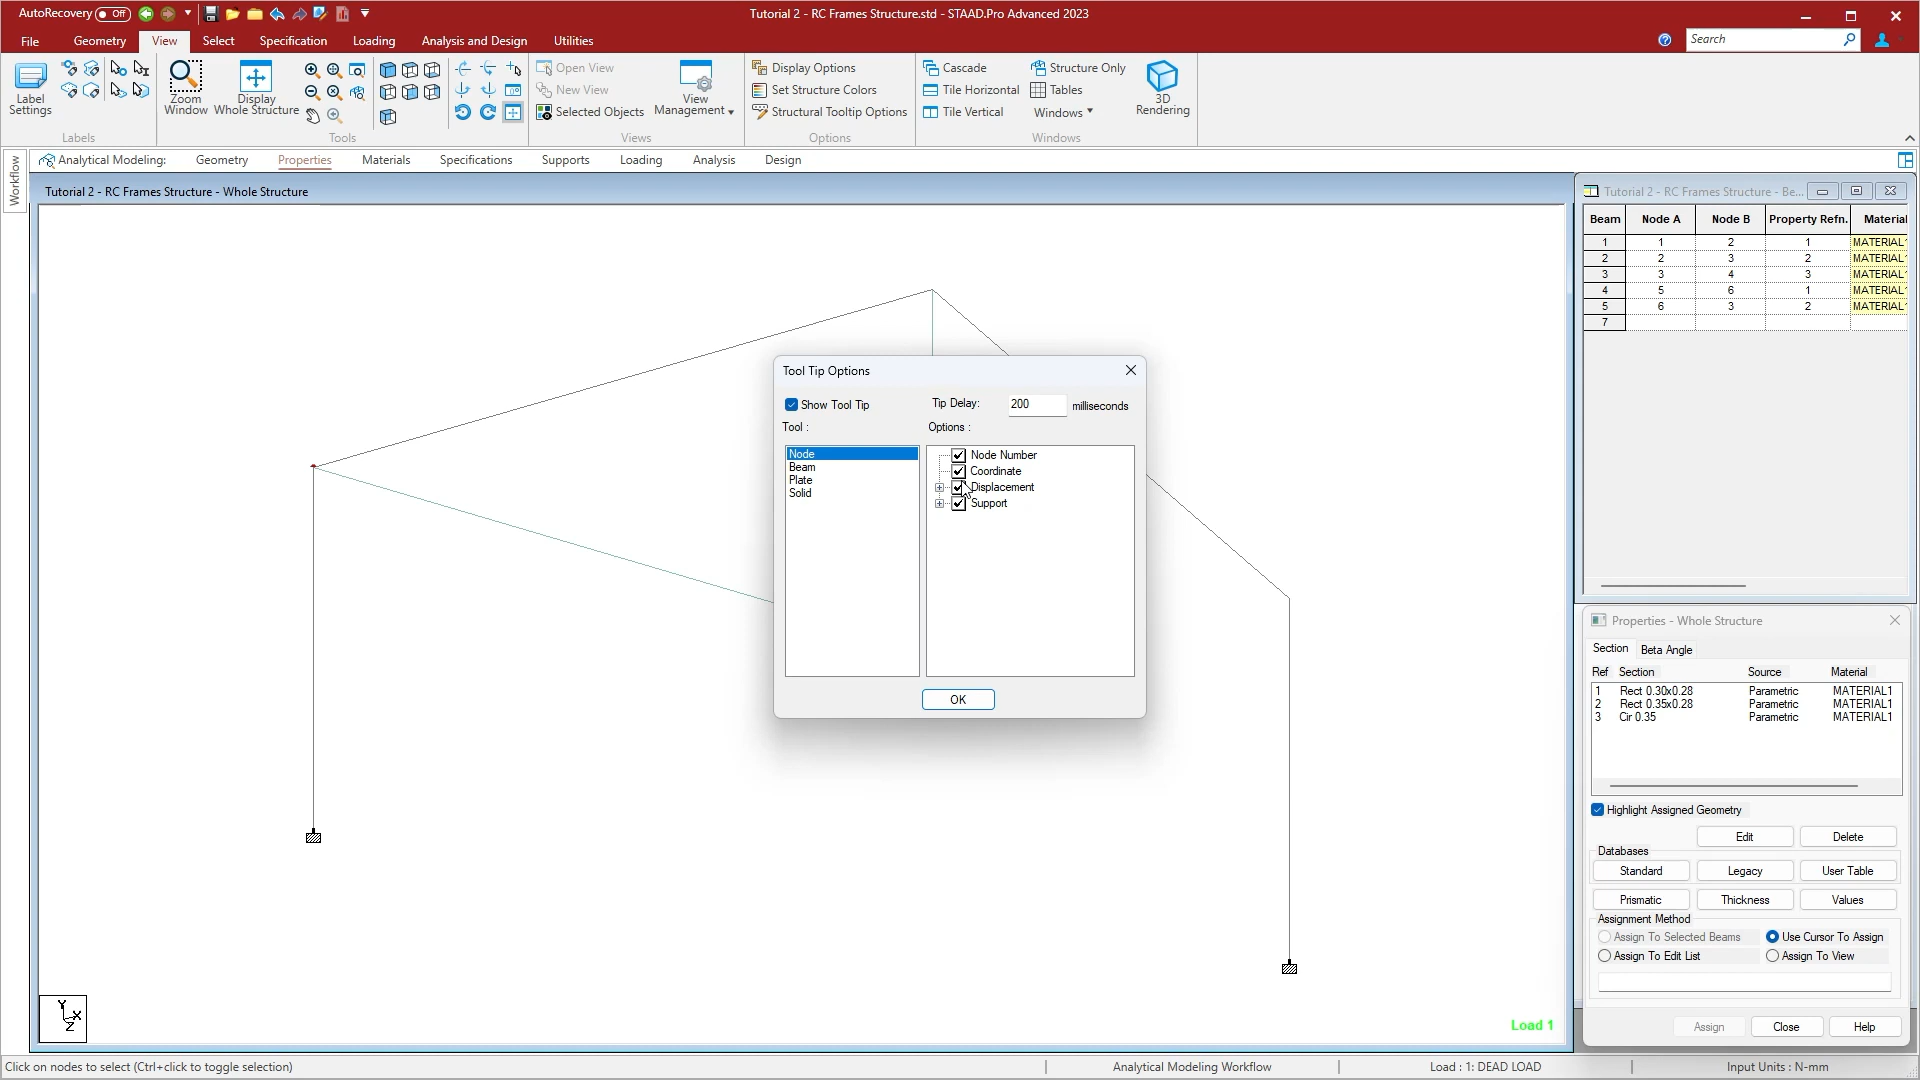 AutoRecovery Off
Tutorial 2 - RC Frames Structure.std - STAAD.Pro Advanced 2023
File Geometry View Select Specification Loading Analysis and Design Utilities
Search
Label Settings
Labels
Zoom Window
Display Whole Structure
Tools
Open View
New View
Selected Objects
View Management
Views
Display Options
Set Structure Colors
Structural Tooltip Options
Options
Cascade
Tile Horizontal
Tile Vertical
Structure Only
Tables
Windows
3D Rendering
Windows
Workflow
Analytical Modeling: Geometry Properties Materials Specifications Supports Loading Analysis Design
Tutorial 2 - RC Frames Structure - Whole Structure
Tool Tip Options
Show Tool Tip
Tip Delay: 200 milliseconds
Tool :
Options :
Node
Beam
Plate
Solid
Node Number
Coordinate
Displacement
Support
OK
Y
X
Z
Load 1
Tutorial 2 - RC Frames Structure - Be...
Beam Node A Node B Property Refn. Material
1 1 2 1 MATERIAL
2 2 3 2 MATERIAL
3 3 4 3 MATERIAL
4 5 6 1 MATERIAL
5 6 3 2 MATERIAL
7
Properties - Whole Structure
Section Beta Angle
Ref Section Source Material
1 Rect 0.30x0.28 Parametric MATERIAL1
2 Rect 0.35x0.28 Parametric MATERIAL1
3 Cir 0.35 Parametric MATERIAL1
Highlight Assigned Geometry
Edit Delete
Databases
Standard Legacy User Table
Prismatic Thickness Values
Assignment Method
Assign To Selected Beams Use Cursor To Assign
Assign To Edit List Assign To View
Assign Close Help
Click on nodes to select (Ctrl+click to toggle selection)
Analytical Modeling Workflow
Load : 1: DEAD LOAD
Input Units : N-mm